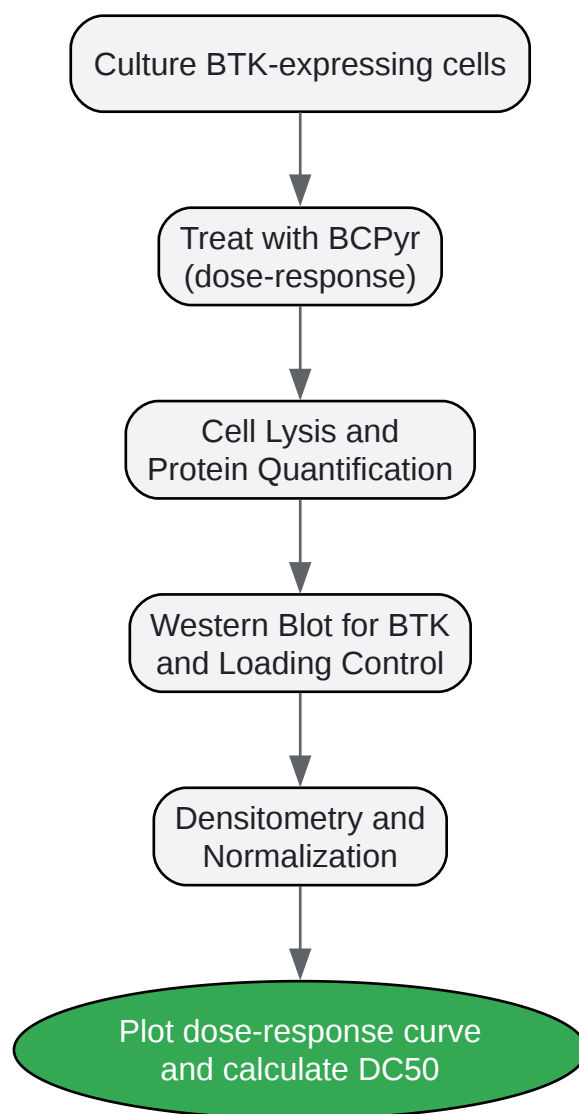 Culture BTK-expressing cells
Treat with BCPyr
(dose-response)
Cell Lysis and
Protein Quantification
Western Blot for BTK
and Loading Control
Densitometry and
Normalization
Plot dose-response curve
and calculate DC50